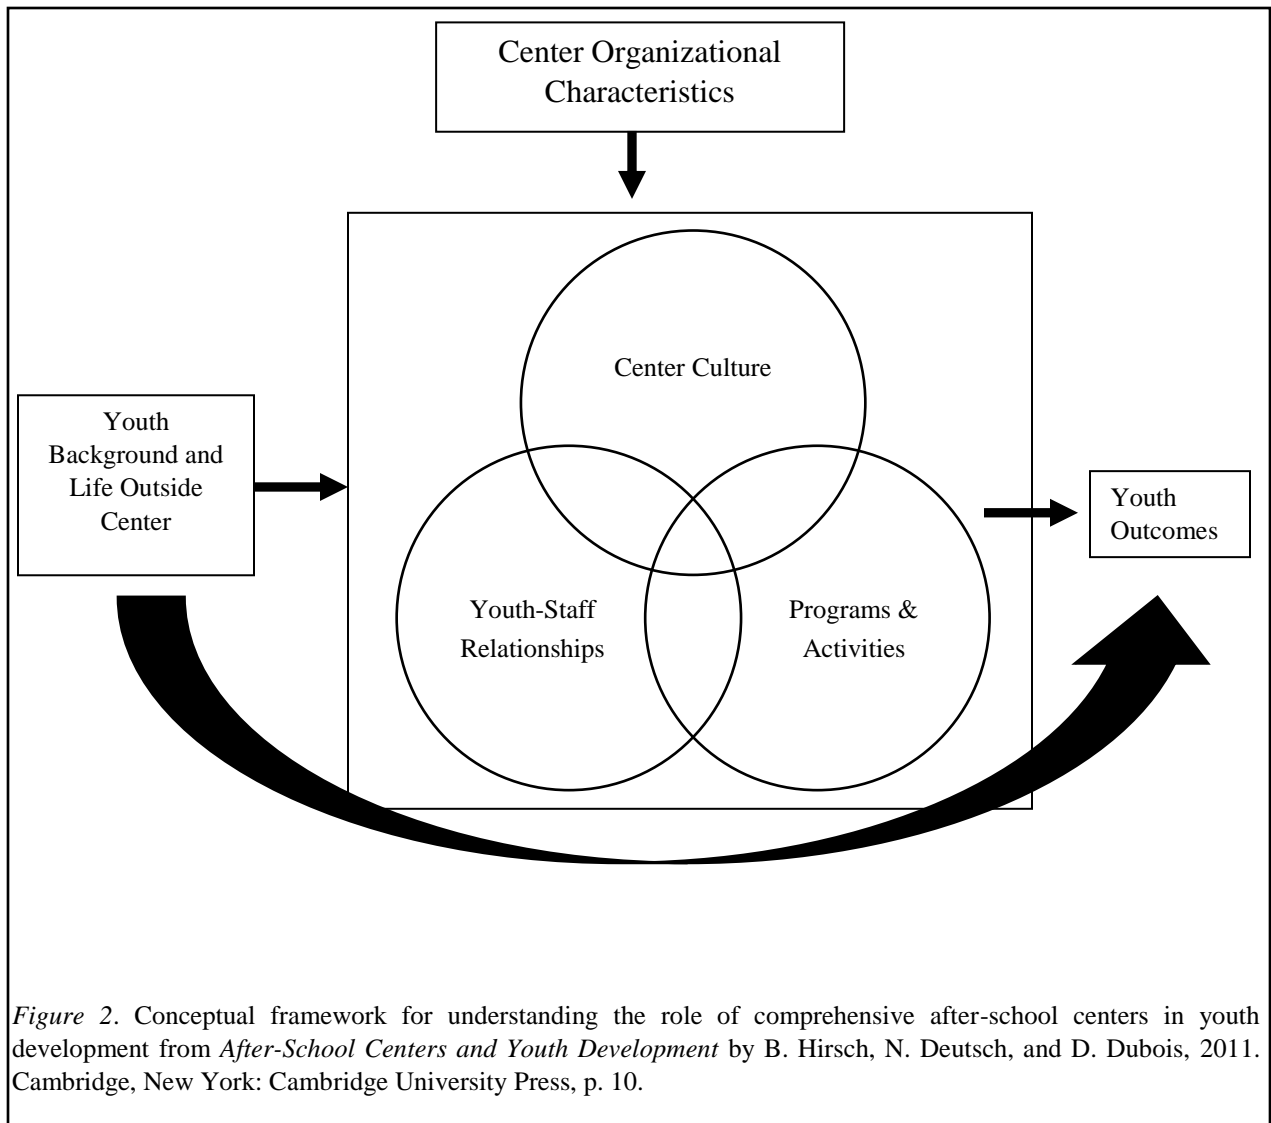 Center Organizational
Characteristics
Center Culture
Youth
Background and
Life Outside
Center
Youth
Outcomes
Youth-Staff
Relationships
Programs &
Activities
Figure 2. Conceptual framework for understanding the role of comprehensive after-school centers in youth
development from After-School Centers and Youth Development by B. Hirsch, N. Deutsch, and D. Dubois, 2011.
Cambridge, New York: Cambridge University Press, p. 10.